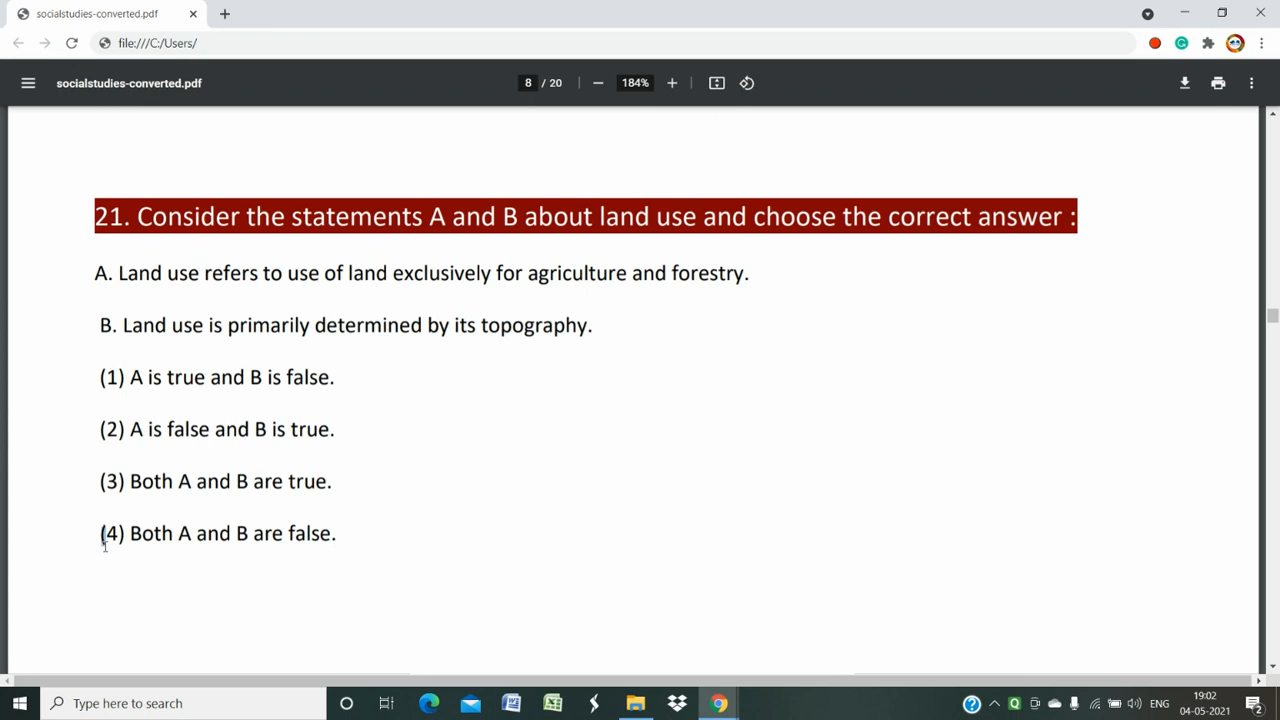 socialstudies-converted.pdf
file:///C:/Users/
socialstudies-converted.pdf
8 / 20
184%
21. Consider the statements A and B about land use and choose the correct answer :
A. Land use refers to use of land exclusively for agriculture and forestry.
B. Land use is primarily determined by its topography.
(1) A is true and B is false.
(2) A is false and B is true.
(3) Both A and B are true.
(4) Both A and B are false.
Type here to search
ENG
19:02
04-05-2021
2